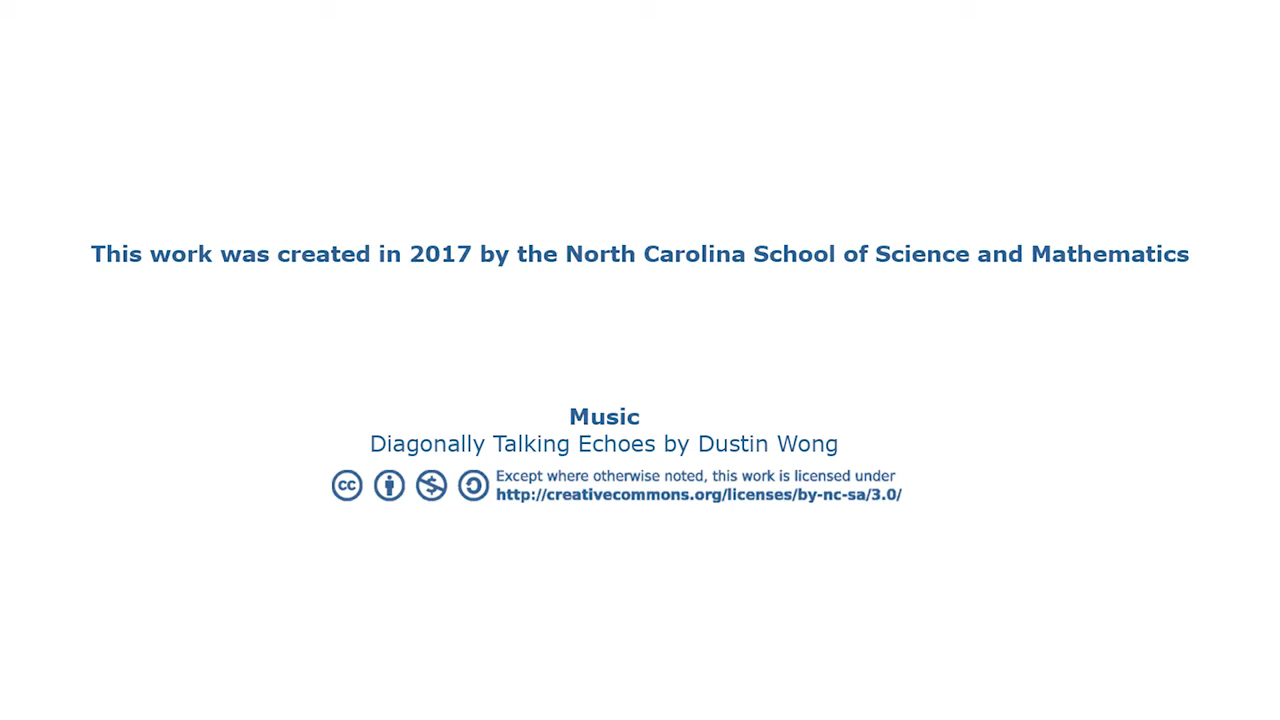 This work was created in 2017 by the North Carolina School of Science and Mathematics
Music
Diagonally Talking Echoes by Dustin Wong
cc Except where otherwise noted, this work is licensed under
http://creativecommons.org/licenses/by-nc-sa/3.0/